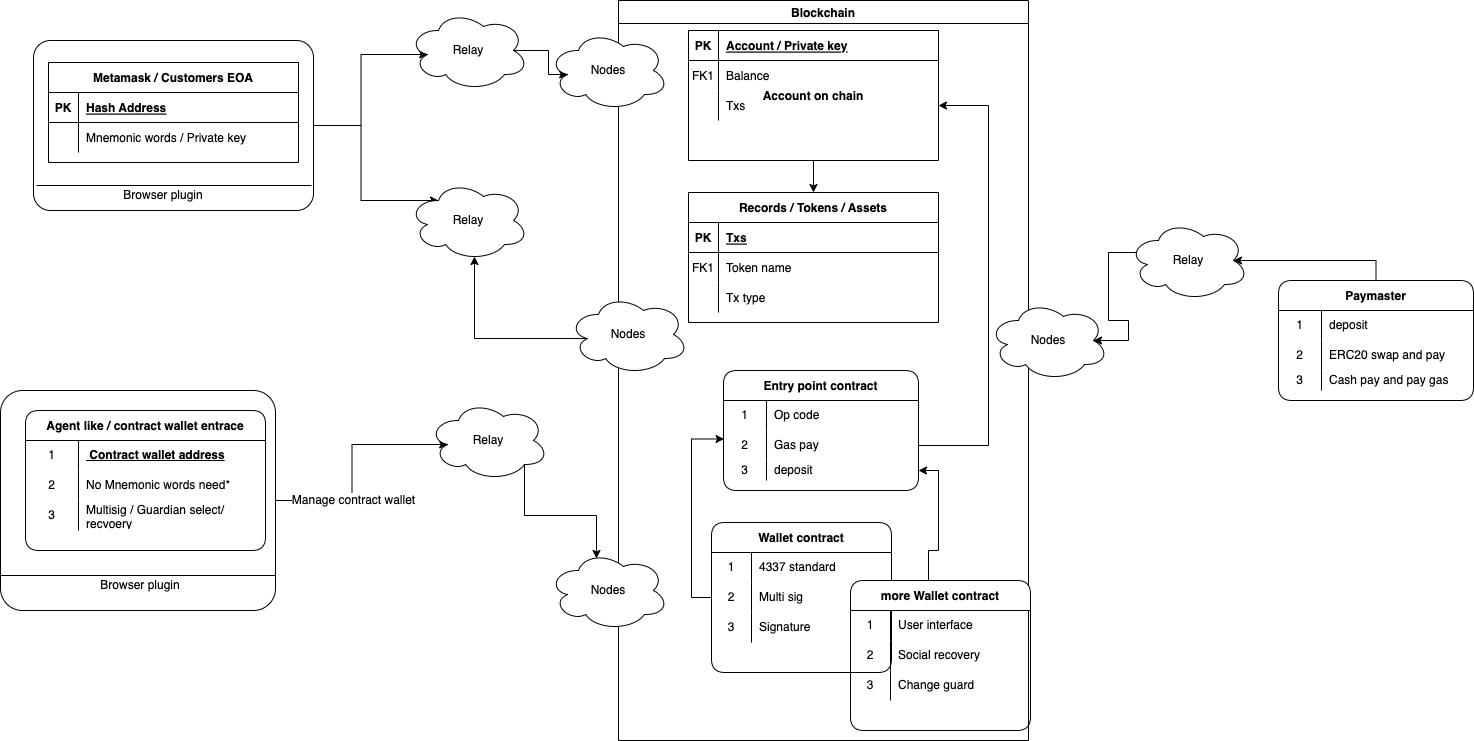 Blockchain
Metamask / Customers EOA
PK Hash Address
Mnemonic words / Private key
Browser plugin
Relay
Nodes
PK Account / Private key
FK1 Balance
Account on chain
Txs
Relay
Records / Tokens / Assets
PK Txs
FK1 Token name
Tx type
Nodes
Relay
Nodes
Paymaster
1 deposit
2 ERC20 swap and pay
3 Cash pay and pay gas
Entry point contract
1 Op code
2 Gas pay
3 deposit
Agent like / contract wallet entrace
1 Contract wallet address
2 No Mnemonic words need*
3 Multisig / Guardian select/
recvoery
Browser plugin
Manage contract wallet
Relay
Nodes
Wallet contract
1 4337 standard
2 Multi sig
3 Signature
more Wallet contract
1 User interface
2 Social recovery
3 Change guard